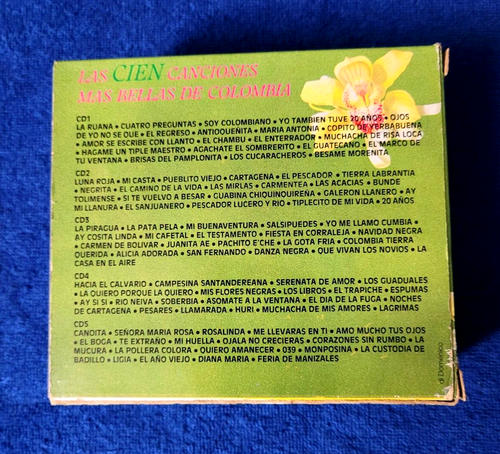 LAS CIEN CANCIONES
MAS BELLAS DE COLOMBIA
CD1
LA RUANA • CUATRO PREGUNTAS • SOY COLOMBIANO • YO TAMBIEN TUVE 20 AÑOS • OJOS
DE YO NO SE QUE • EL REGRESO • ANTIOQUEÑITA • MARIA ANTONIA • COPITO DE YERBABUENA
• AMOR SE ESCRIBE CON LLANTO • EL CHAMBU • EL ENTERRADOR • MUCHACHA DE RISA LOCA
• HAGAME UN TIPLE MAESTRO • AGACHATE EL SOMBRERITO • EL GUATECANO • EL MARCO DE
TU VENTANA • BRISAS DEL PAMPLONITA • LOS CUCARACHEROS • BESAME MORENITA
CD2
LUNA ROJA • MI CASTA • PUEBLITO VIEJO • CARTAGENA • EL PESCADOR • TIERRA LABRANTIA
• NEGRITA • EL CAMINO DE LA VIDA • LAS MIRLAS • CARMENTEA • LAS ACACIAS • BUNDE
TOLIMENSE • SI TE VUELVO A BESAR • GUABINA CHIQUINQUIREÑA • GALERON LLANERO • AY
MI LLANURA • EL SANJUANERO • PESCADOR LUCERO Y RIO • TIPLECITO DE MI VIDA • 20 AÑOS
CD3
LA PIRAGUA • LA PATA PELA • MI BUENAVENTURA • SALSIPUEDES • YO ME LLAMO CUMBIA •
AY COSITA LINDA • MI CAFETAL • EL TESTAMENTO • FIESTA EN CORRALEJA • NAVIDAD NEGRA
• CARMEN DE BOLIVAR • JUANITA AE • PACHITO E'CHE • LA GOTA FRIA • COLOMBIA TIERRA
QUERIDA • ALICIA ADORADA • SAN FERNANDO • DANZA NEGRA • QUE VIVAN LOS NOVIOS • LA
CASA EN EL AIRE
CD4
HACIA EL CALVARIO • CAMPESINA SANTANDEREANA • SERENATA DE AMOR • LOS GUADUALES
• LA QUIERO PORQUE LA QUIERO • MIS FLORES NEGRAS • LOS LIBROS • EL TRAPICHE • ESPUMAS
• AY SI SI • RIO NEIVA • SOBERBIA • ASOMATE A LA VENTANA • EL DIA DE LA FUGA • NOCHES
DE CARTAGENA • PESARES • LLAMARADA • HURI • MUCHACHA DE MIS AMORES • LAGRIMAS
CD5
CANOITA • SEÑORA MARIA ROSA • ROSALINDA • ME LLEVARAS EN TI • AMO MUCHO TUS OJOS
• EL BOGA • TE EXTRAÑO • MI HUELLA • OJALA NO CRECIERAS • CORAZONES SIN RUMBO • LA
MUCURA • LA POLLERA COLORA • QUIERO AMANECER • 039 • MONPOSINA • LA CUSTODIA DE
BADILLO • LIGIA • EL AÑO VIEJO • DIANA MARIA • FERIA DE MANIZALES
di Domenico